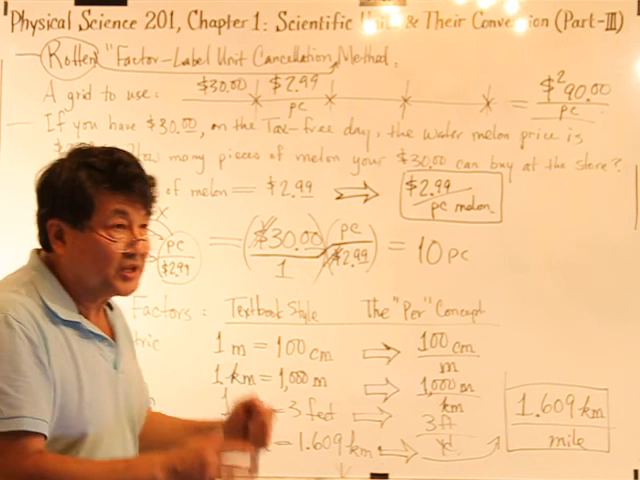 Physical Science 201, Chapter 1: Scientific Units & Their Conversion (Part-III)
Rotten "Factor-Label Unit Cancellation" Method.
A grid to use: $30.00 $2.99 / pc = $²90.00 / pc
If you have $30.00, on the Tax-free day, the water melon price is
How many pieces of melon your $30.00 can buy at the store?
of melon = $2.99 ⇨ $2.99 / pc melon
pc / $2.99 = ($30.00 / 1) (pc / $2.99) = 10 pc
Factors: Textbook Style The "Per" Concept
tric 1 m = 100 cm ⇨ 100 cm / m
1 km = 1,000 m ⇨ 1,000 m / km
1 = 3 feet ⇨ 3 ft / yd
= 1.609 km ⇨ 1.609 km / mile